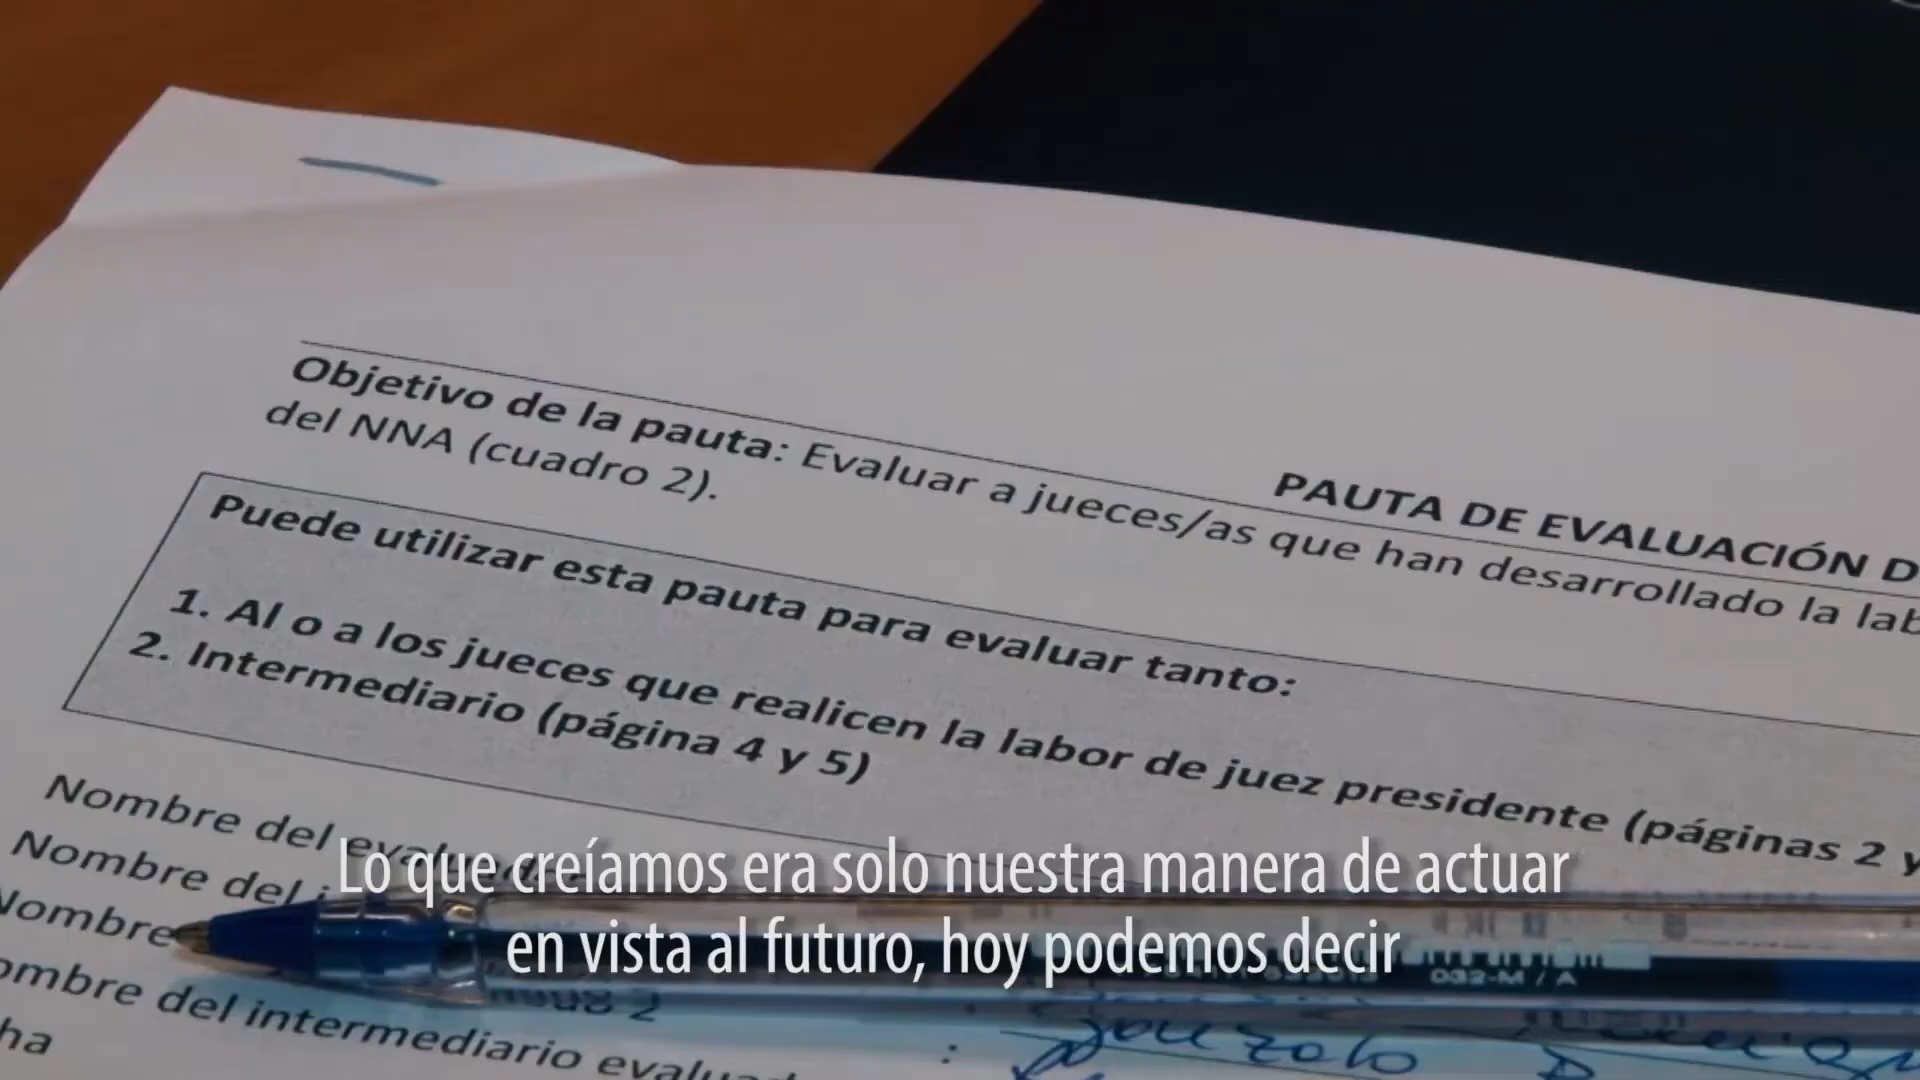 PAUTA DE EVALUACIÓN D
Objetivo de la pauta: Evaluar a jueces/as que han desarrollado la lab
del NNA (cuadro 2).
Puede utilizar esta pauta para evaluar tanto:
1. Al o a los jueces que realicen la labor de juez presidente (páginas 2 y
2. Intermediario (página 4 y 5)
Nombre del
Nombre del
Nombre
ombre del intermediario evalua
ha
:
Gonzalo
D32-M / A
Lo que creíamos era solo nuestra manera de actuar
en vista al futuro, hoy podemos decir